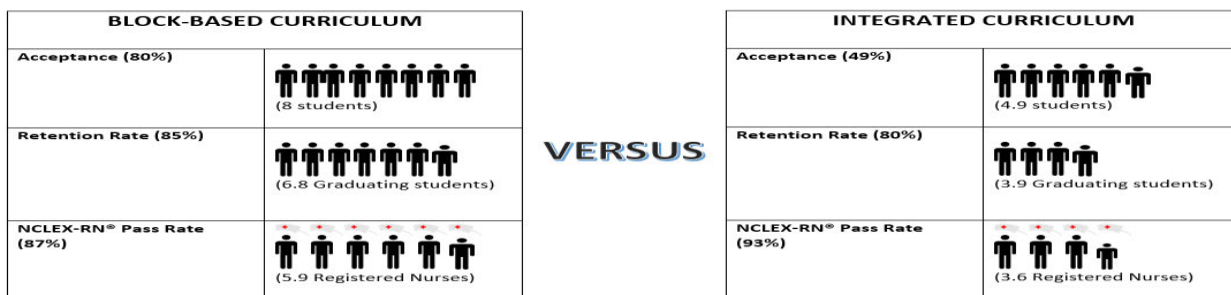 BLOCK-BASED CURRICULUM
Acceptance (80%)
(8 students)
Retention Rate (85%)
(6.8 Graduating students)
NCLEX-RN® Pass Rate
(87%)
(5.9 Registered Nurses)
VERSUS
INTEGRATED CURRICULUM
Acceptance (49%)
(4.9 students)
Retention Rate (80%)
(3.9 Graduating students)
NCLEX-RN® Pass Rate
(93%)
(3.6 Registered Nurses)